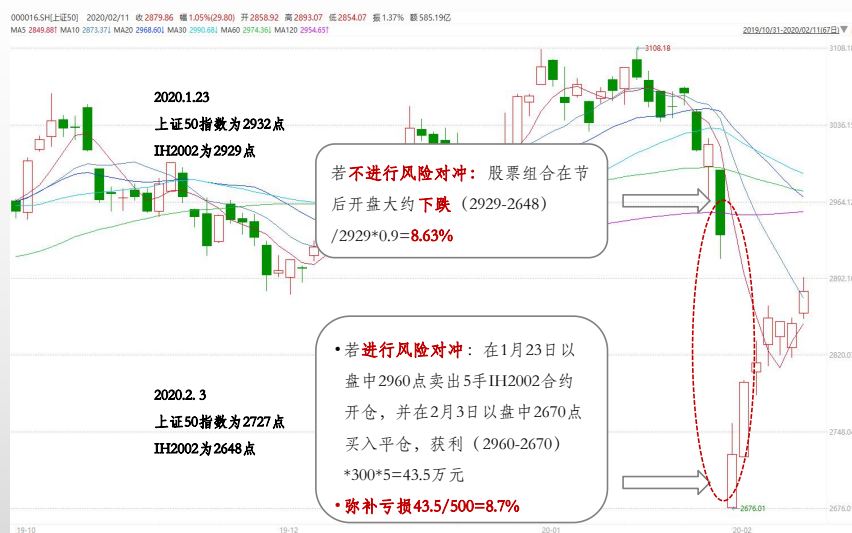 000016.SH[上证50] 2020/02/11 收2879.86 幅1.05%(29.80) 开2858.92 高2893.07 低2854.07 振1.37% 额585.19亿
MA5 2849.88↑ MA10 2873.37↓ MA20 2968.60↓ MA30 2990.68↓ MA60 2974.36↓ MA120 2954.65↑
2019/10/31-2020/02/11(67日)▼
3108.18
3108.18
2020.1.23
上证50指数为2932点
IH2002为2929点
3036.15
若不进行风险对冲：股票组合在节
后开盘大约下跌（2929-2648）
/2929*0.9=8.63%
2964.1
2892.1
2820.0
•若进行风险对冲：在1月23日以
盘中2960点卖出5手IH2002合约
开仓，并在2月3日以盘中2670点
买入平仓，获利（2960-2670）
*300*5=43.5万元
•弥补亏损43.5/500=8.7%
2020.2. 3
上证50指数为2727点
IH2002为2648点
2748.04
2676.01
2676.01
19-10
19-12
20-01
20-02